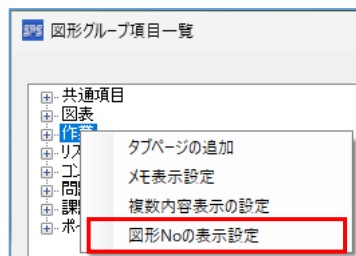 SPS 図形グループ項目一覧
共通項目
図表
作業
タブページの追加
メモ表示設定
複数内容表示の設定
図形Noの表示設定